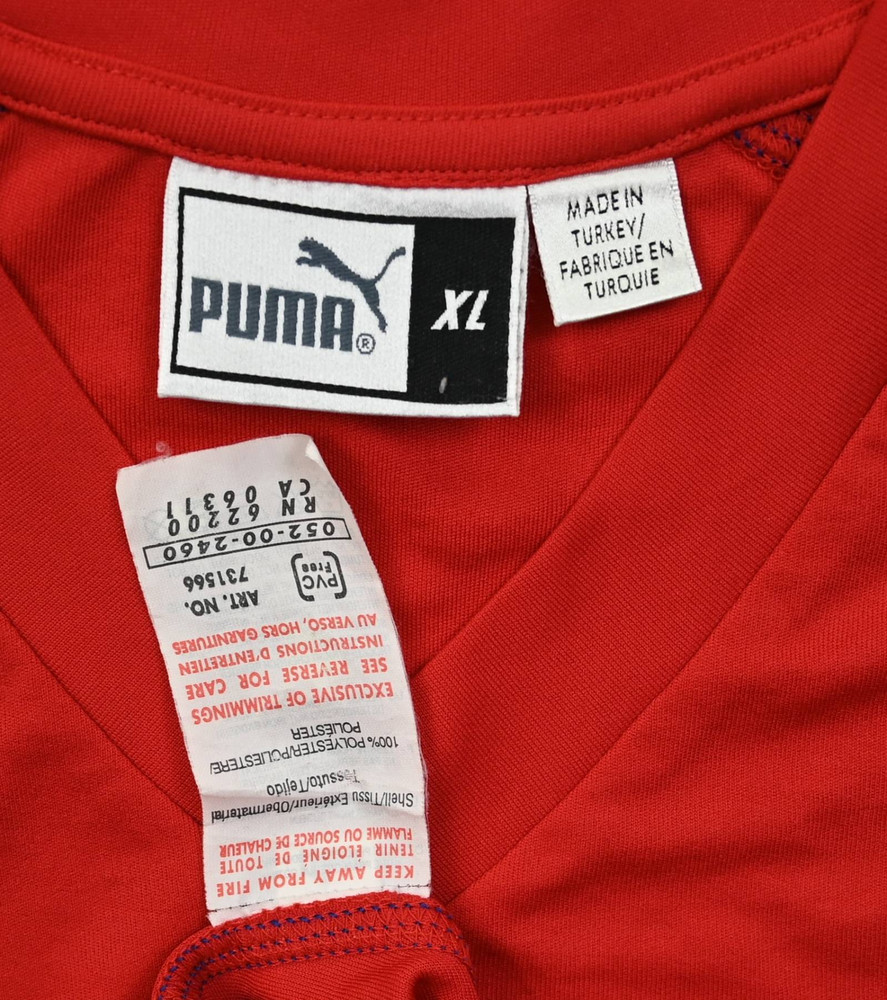 PUMA®
XL
MADE IN
TURKEY/
FABRIQUE EN
TURQUIE
KEEP AWAY FROM FIRE
TENIR ÉLOIGNÉ DE TOUTE
FLAMME OU SOURCE DE CHALEUR
Shell/Tissu Extérieur/Obermaterial
Tessuto/Tejido
100% POLYESTER/POLIESTERE/
POLIÉSTER
EXCLUSIVE OF TRIMMINGS
SEE REVERSE FOR CARE
INSTRUCTIONS D'ENTRETIEN
AU VERSO, HORS GARNITURES
ART. NO.
731566
PVC
Free
052-00-2460
RN 62200
CA 06311